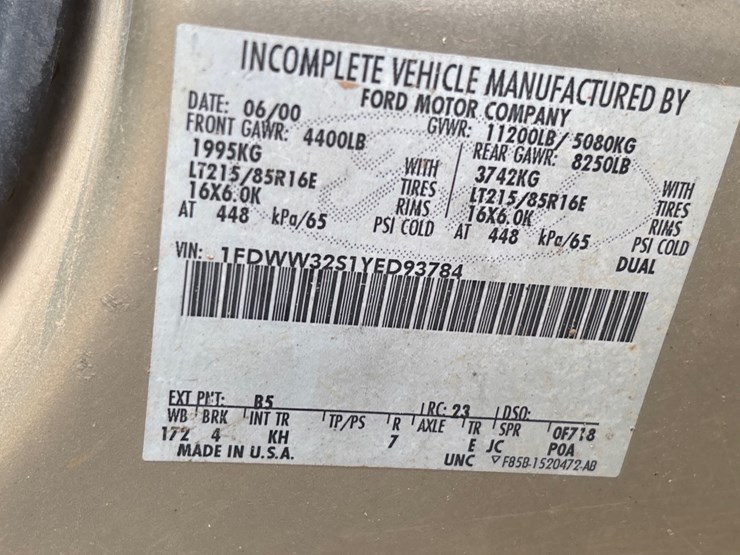 INCOMPLETE VEHICLE MANUFACTURED BY
FORD MOTOR COMPANY
DATE: 06/00 GVWR: 11200LB/ 5080KG
FRONT GAWR: 4400LB REAR GAWR: 8250LB
1995KG WITH 3742KG WITH
LT215/85R16E TIRES LT215/85R16E TIRES
16X6.0K RIMS 16X6.0K RIMS
AT 448 kPa/65 PSI COLD AT 448 kPa/65 PSI COLD
DUAL
VIN: 1FDWW32S1YED93784
EXT PNT: B5 RC: 23 DSO:
WB BRK INT TR TP/PS R AXLE TR SPR 0F718
172 4 KH 7 E JC POA
MADE IN U.S.A. UNC ▽ F85B-1520472-AB